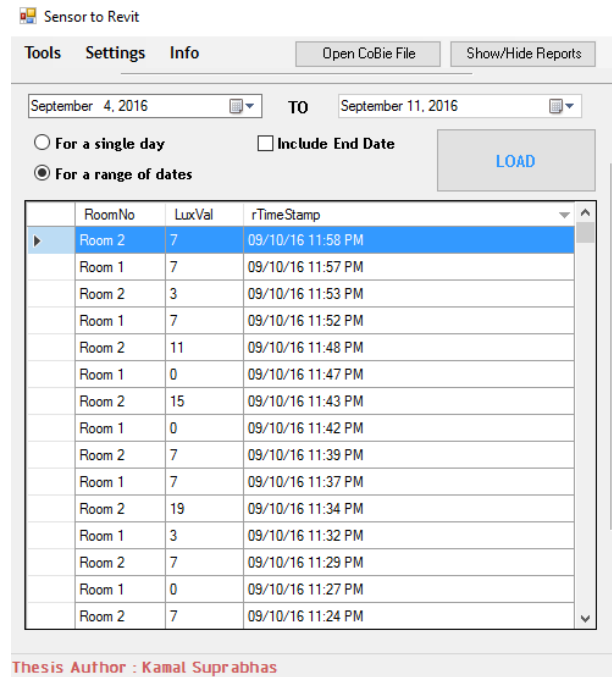 Sensor to Revit
Tools Settings Info Open CoBie File Show/Hide Reports
September 4, 2016 TO September 11, 2016
For a single day Include End Date
For a range of dates LOAD
RoomNo LuxVal rTimeStamp
Room 2 7 09/10/16 11:58 PM
Room 1 7 09/10/16 11:57 PM
Room 2 3 09/10/16 11:53 PM
Room 1 7 09/10/16 11:52 PM
Room 2 11 09/10/16 11:48 PM
Room 1 0 09/10/16 11:47 PM
Room 2 15 09/10/16 11:43 PM
Room 1 0 09/10/16 11:42 PM
Room 2 7 09/10/16 11:39 PM
Room 1 7 09/10/16 11:37 PM
Room 2 19 09/10/16 11:34 PM
Room 1 3 09/10/16 11:32 PM
Room 2 7 09/10/16 11:29 PM
Room 1 0 09/10/16 11:27 PM
Room 2 7 09/10/16 11:24 PM
Thesis Author : Kamal Suprabhas